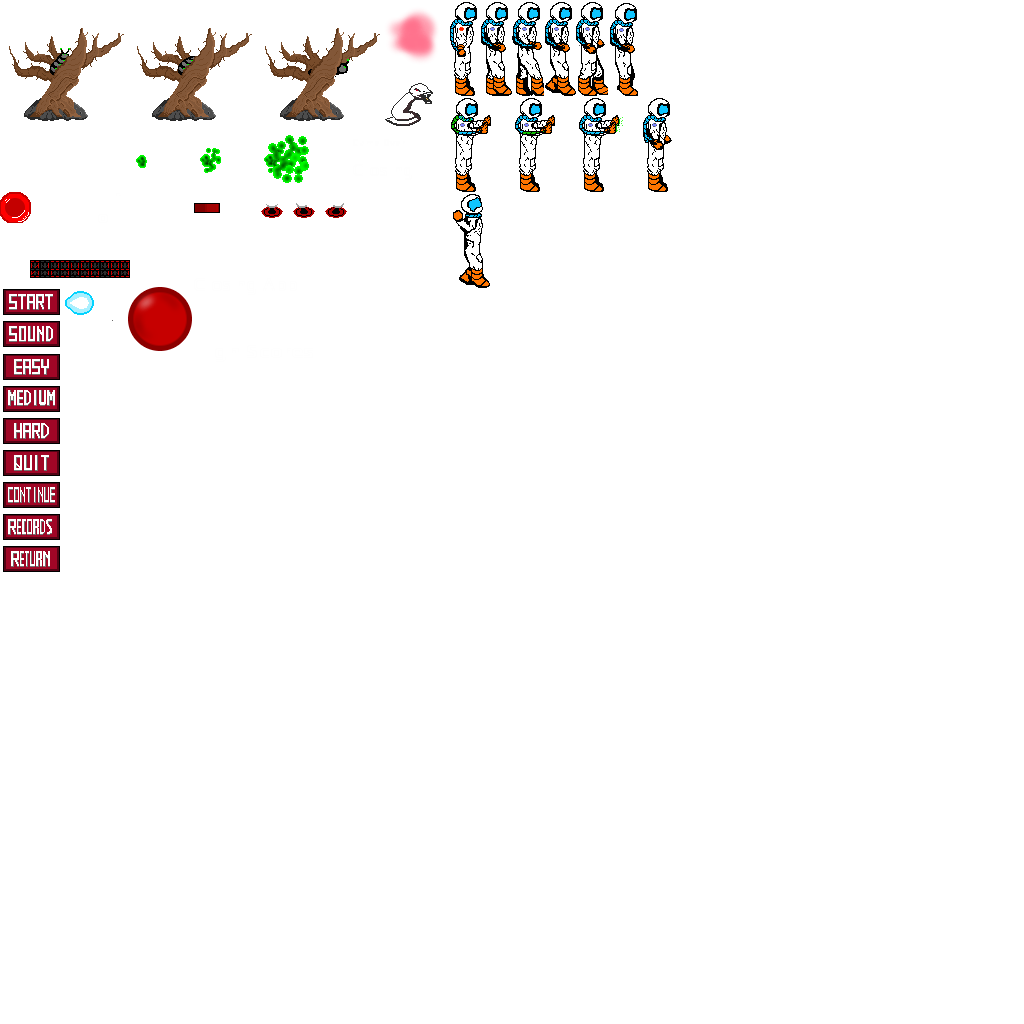 START
SOUND
EASY
MEDIUM
HARD
QUIT
CONTINUE
RECORDS
RETURN